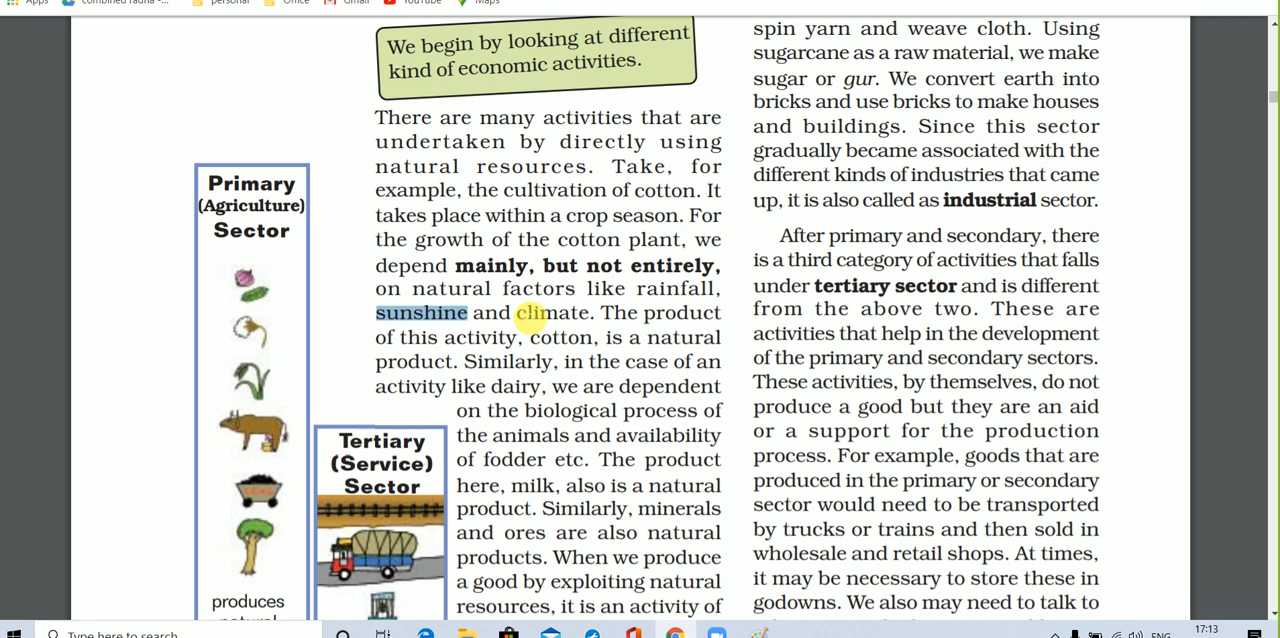 Apps
combined radha -...
personal
Office
Gmail
YouTube
Maps
We begin by looking at different
kind of economic activities.
There are many activities that are
undertaken by directly using
natural resources. Take, for
example, the cultivation of cotton. It
takes place within a crop season. For
the growth of the cotton plant, we
depend mainly, but not entirely,
on natural factors like rainfall,
sunshine and climate. The product
of this activity, cotton, is a natural
product. Similarly, in the case of an
activity like dairy, we are dependent
on the biological process of
the animals and availability
of fodder etc. The product
here, milk, also is a natural
product. Similarly, minerals
and ores are also natural
products. When we produce
a good by exploiting natural
resources, it is an activity of
Primary
(Agriculture)
Sector
produces
natural
Tertiary
(Service)
Sector
spin yarn and weave cloth. Using
sugarcane as a raw material, we make
sugar or gur. We convert earth into
bricks and use bricks to make houses
and buildings. Since this sector
gradually became associated with the
different kinds of industries that came
up, it is also called as industrial sector.
After primary and secondary, there
is a third category of activities that falls
under tertiary sector and is different
from the above two. These are
activities that help in the development
of the primary and secondary sectors.
These activities, by themselves, do not
produce a good but they are an aid
or a support for the production
process. For example, goods that are
produced in the primary or secondary
sector would need to be transported
by trucks or trains and then sold in
wholesale and retail shops. At times,
it may be necessary to store these in
godowns. We also may need to talk to
Type here to search
ENG
17:13